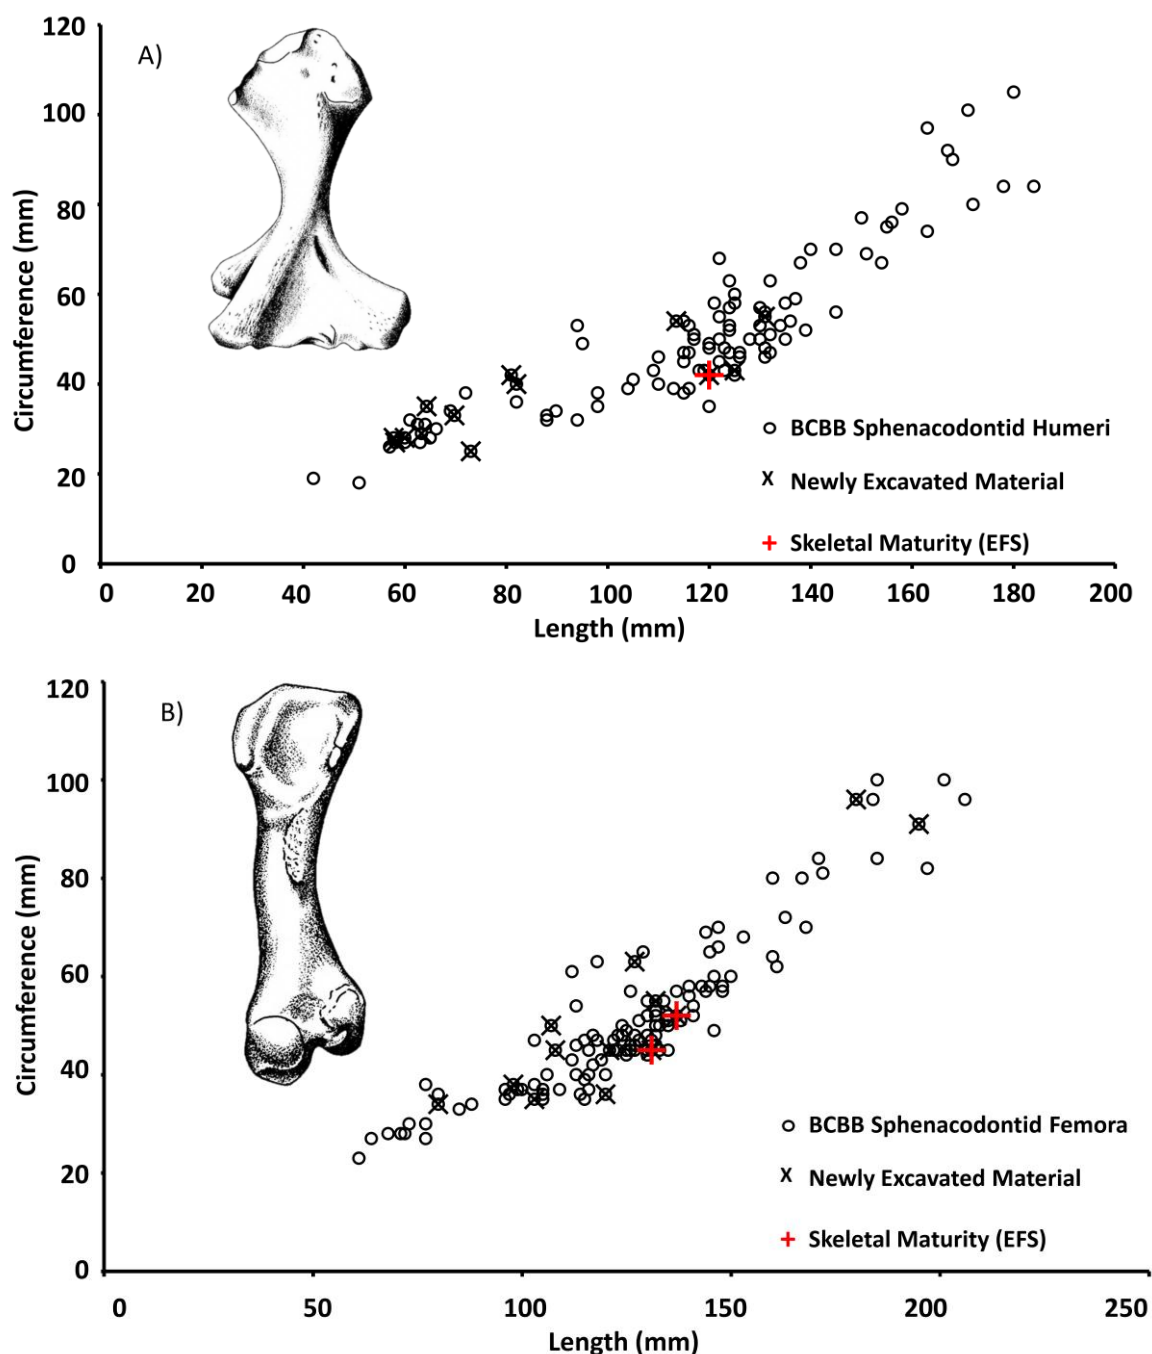 A)
Circumference (mm)
120
100
80
60
40
20
0
BCBB Sphenacodontid Humeri
Newly Excavated Material
Skeletal Maturity (EFS)
0 20 40 60 80 100 120 140 160 180 200
Length (mm)
B)
Circumference (mm)
120
100
80
60
40
20
0
BCBB Sphenacodontid Femora
Newly Excavated Material
Skeletal Maturity (EFS)
0 50 100 150 200 250
Length (mm)